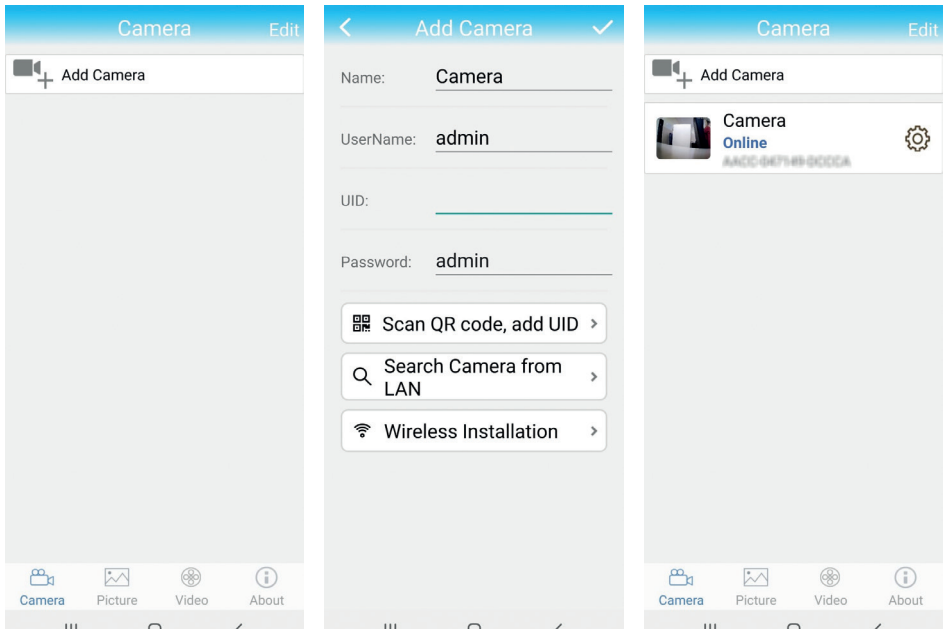 Camera Edit
Add Camera
Camera Picture Video About
Add Camera
Name: Camera
UserName: admin
UID:
Password: admin
Scan QR code, add UID
Search Camera from
LAN
Wireless Installation
Camera Edit
Add Camera
Camera
Online
Camera Picture Video About